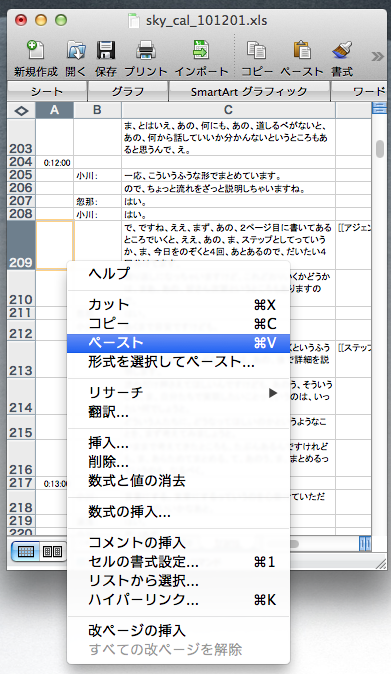 sky_cal_101201.xls
新規作成 開く 保存 プリント インポート コピー ペースト 書式
シート グラフ SmartArt グラフィック ワード
A B C
203 ま、とはいえ、あの、何にも、あの、道しるべがないと、
あの、何から話していいか分かんないというところもあ
ると思うんで、え。
204 0:12:00
205 小川: 一応、こういうふうな形でまとめています。
206 ので、ちょっと流れをざっと説明しちゃいますね。
207 忽那: はい。
208 小川: はい。
209 で、ですね、ええ、まず、あの、2ページ目に書いてある
ところでいくと、ええ、あの、ま、ステップとしてっていう
か、ま、今日をのぞくと4回、あとあるので、だいたい4
[[アジェン
210 いくかどうか
ますの
211
212
213 くというふう
で詳細を説
[[ステップ
214 う、そういう
のは、いっ
215 うようなこ
216 ですけれど
まとめるっ
217 0:13:00
218 けていただ
219
220
ヘルプ
カット ⌘X
コピー ⌘C
ペースト ⌘V
形式を選択してペースト...
リサーチ ▶
翻訳...
挿入...
削除...
数式と値の消去
数式の挿入...
コメントの挿入
セルの書式設定... ⌘1
リストから選択...
ハイパーリンク... ⌘K
改ページの挿入
すべての改ページを解除